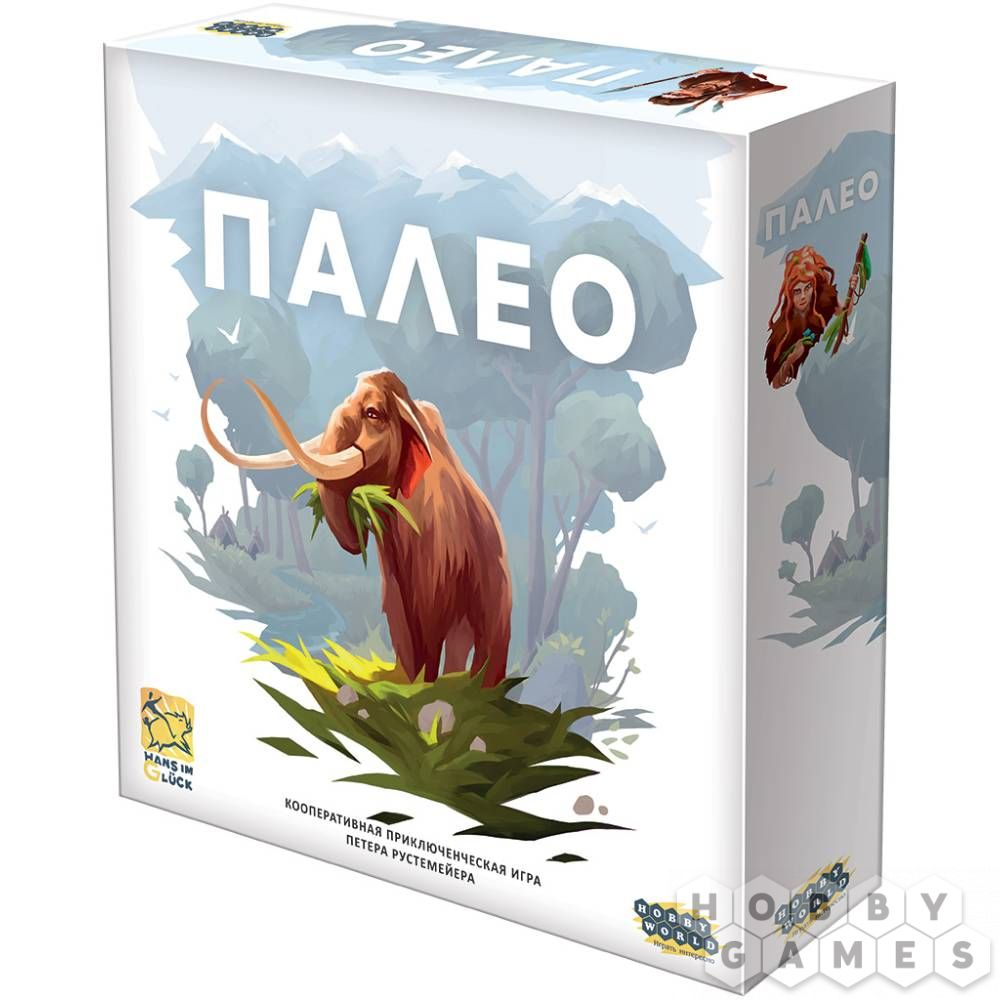 ПАЛЕО
ПАЛЕО
ПАЛЕО
HANS IM
GLÜCK
КООПЕРАТИВНАЯ ПРИКЛЮЧЕНЧЕСКАЯ ИГРА
ПЕТЕРА РУСТЕМЕЙЕРА
HOBBY
WORLD
Играть интересно
HOBBY
WORLD
HOBBY
GAMES